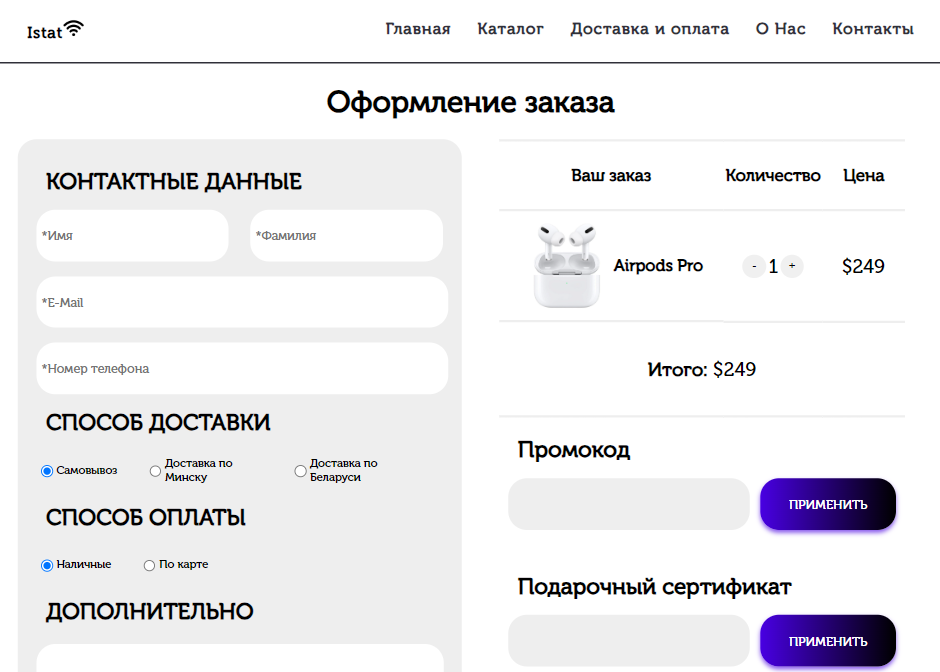 Istat
Главная Каталог Доставка и оплата О Нас Контакты
Оформление заказа
КОНТАКТНЫЕ ДАННЫЕ
*Имя *Фамилия
*E-Mail
*Номер телефона
СПОСОБ ДОСТАВКИ
Самовывоз
Доставка по
Минску
Доставка по
Беларуси
СПОСОБ ОПЛАТЫ
Наличные По карте
ДОПОЛНИТЕЛЬНО
Ваш заказ Количество Цена
Airpods Pro - 1 + $249
Итого: $249
Промокод
ПРИМЕНИТЬ
Подарочный сертификат
ПРИМЕНИТЬ